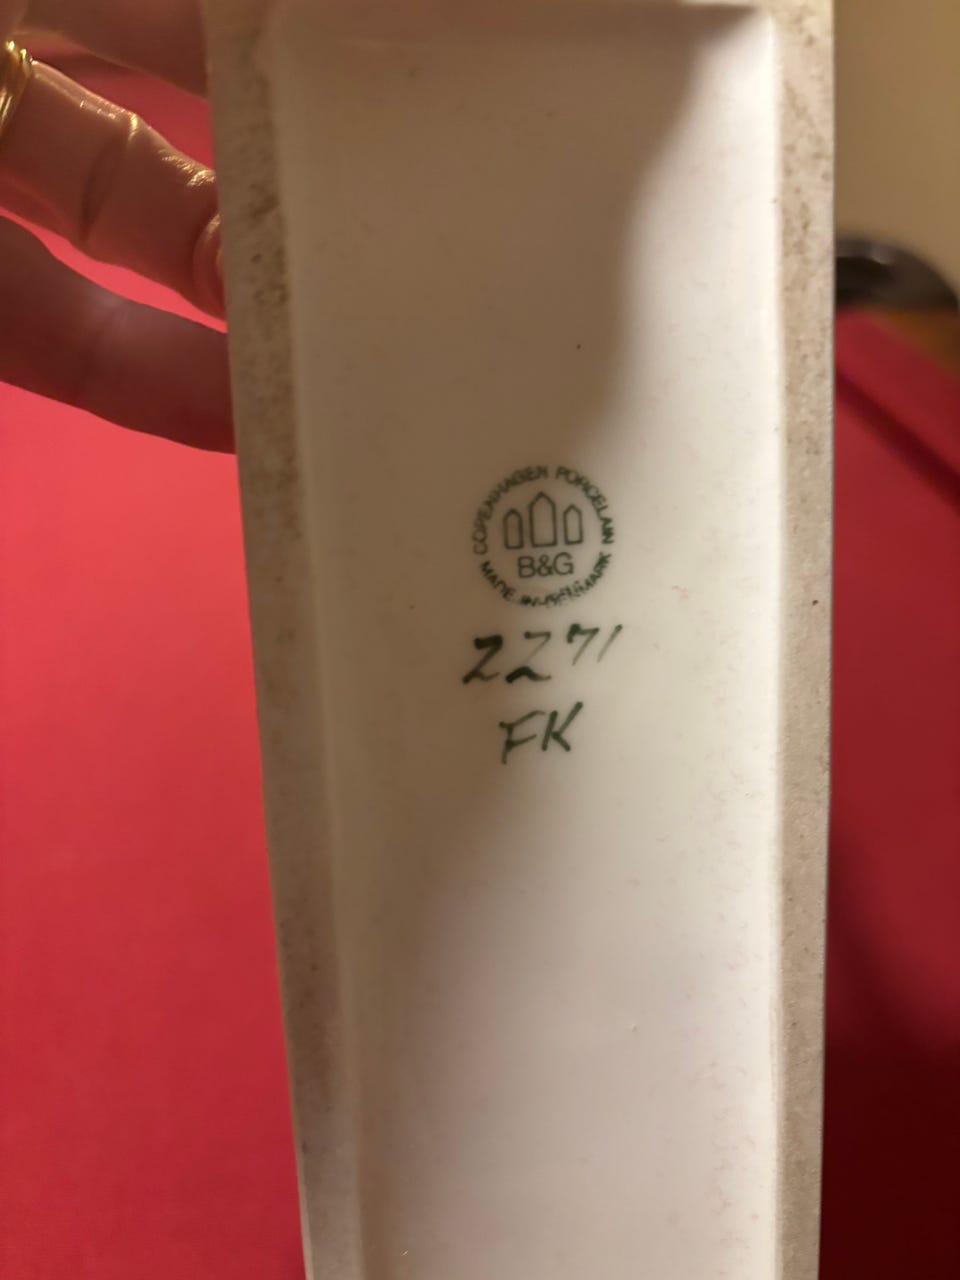 COPENHAGEN PORCELAIN
B&G
MADE IN DENMARK
2271
FK